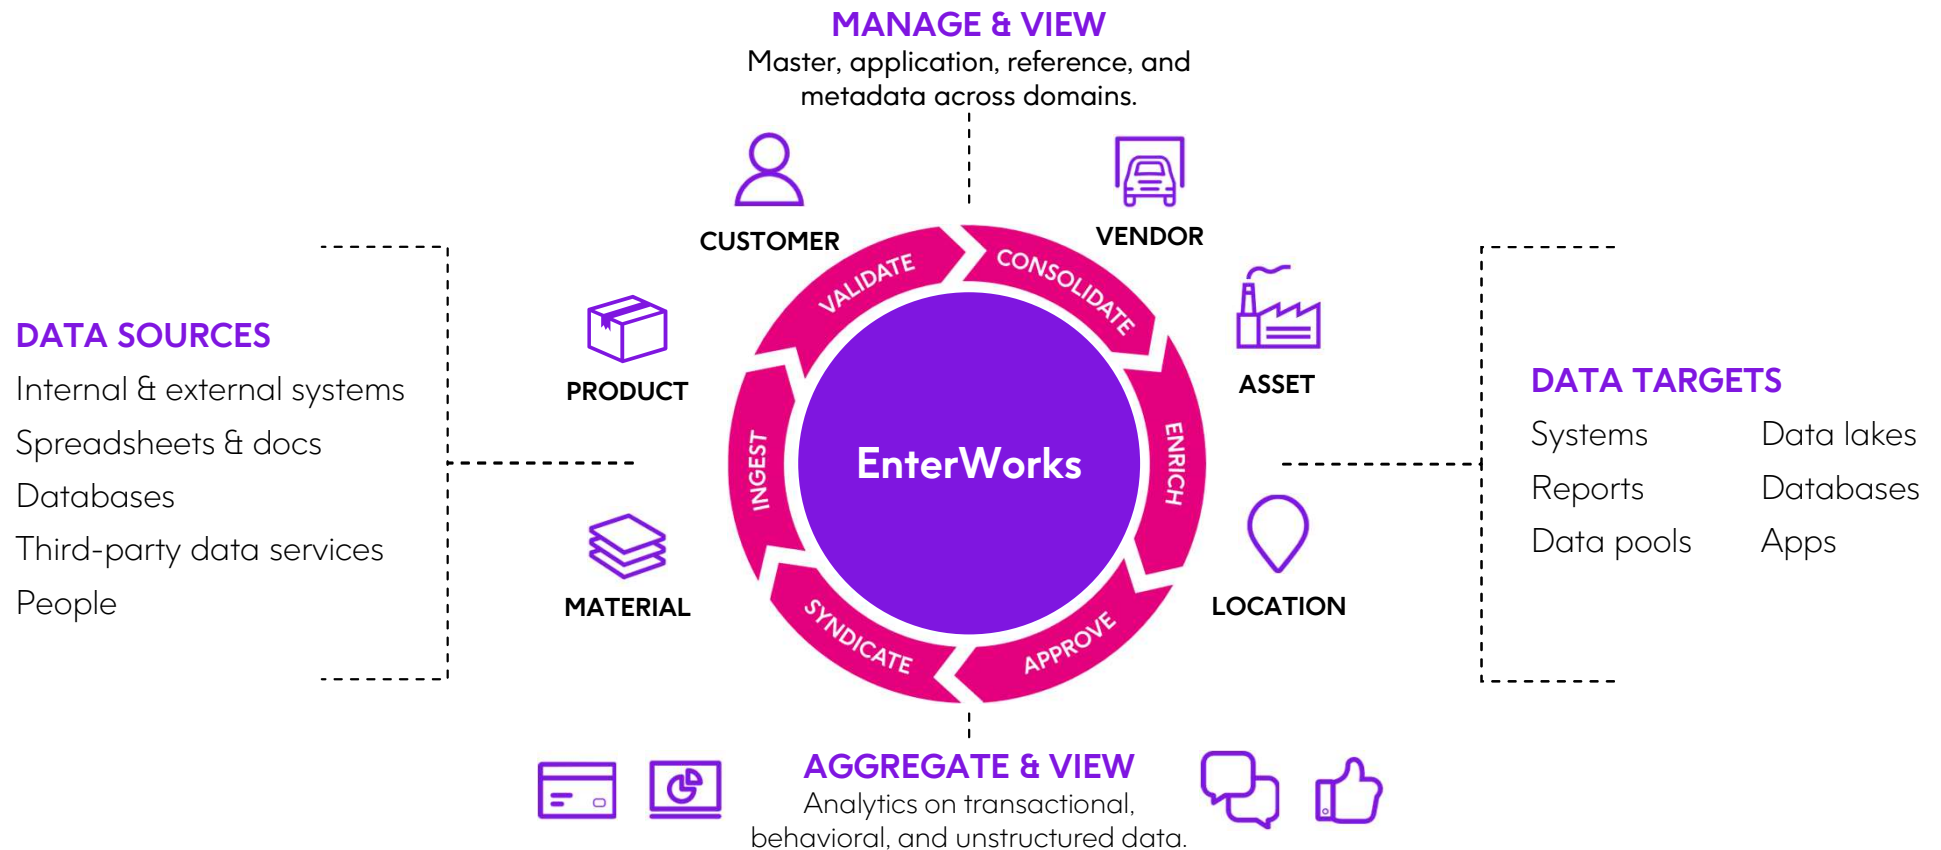 MANAGE & VIEW
Master, application, reference, and
metadata across domains.
CUSTOMER
VENDOR
PRODUCT
ASSET
MATERIAL
LOCATION
DATA SOURCES
Internal & external systems
Spreadsheets & docs
Databases
Third-party data services
People
INGEST
VALIDATE
CONSOLIDATE
ENRICH
APPROVE
SYNDICATE
EnterWorks
DATA TARGETS
Systems
Data lakes
Reports
Databases
Data pools
Apps
AGGREGATE & VIEW
Analytics on transactional,
behavioral, and unstructured data.